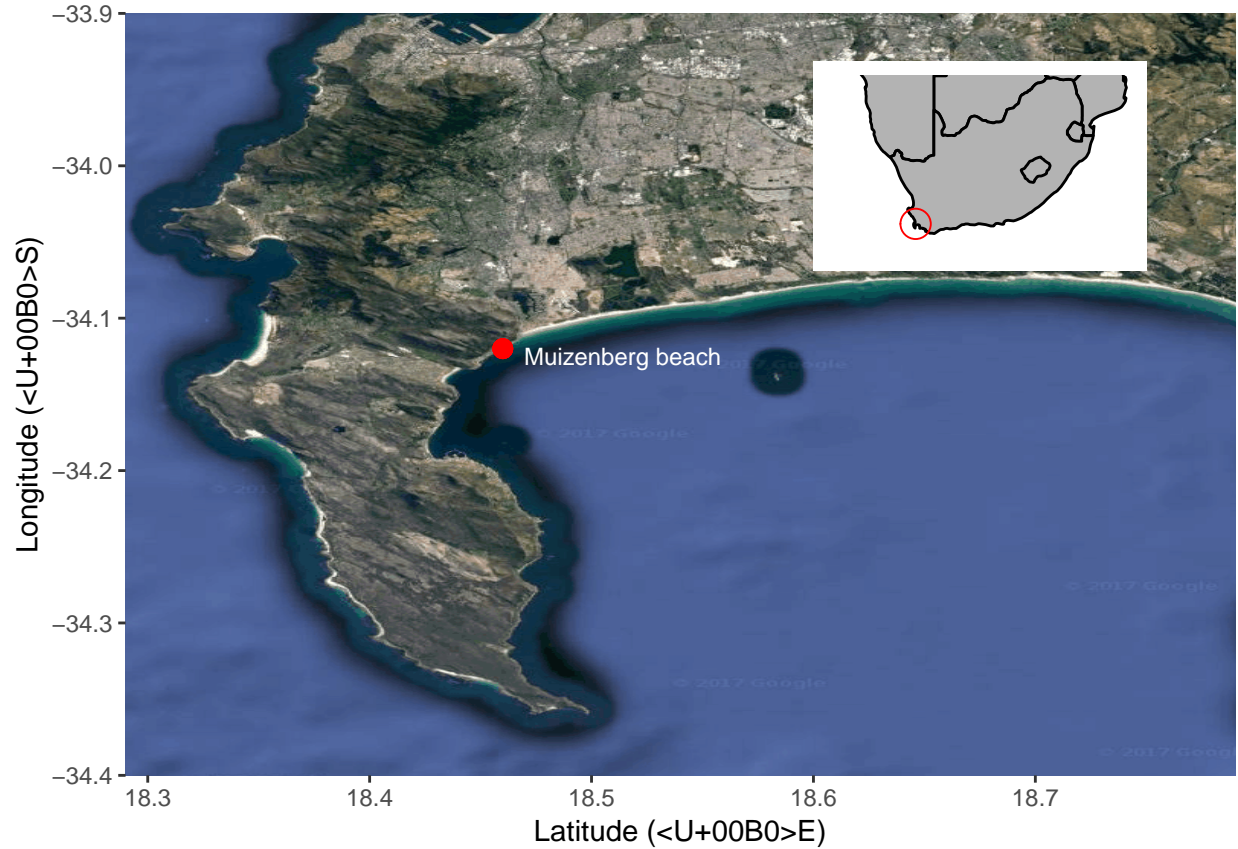 −33.9
−34.0
−34.1
−34.2
−34.3
−34.4
Longitude (<U+00B0>S)
Muizenberg beach
2017 Google
© 2017 Google
© 2017
© 2017 Google
© 2017 Google
© 2017 Goog
18.3
18.4
18.5
18.6
18.7
Latitude (<U+00B0>E)